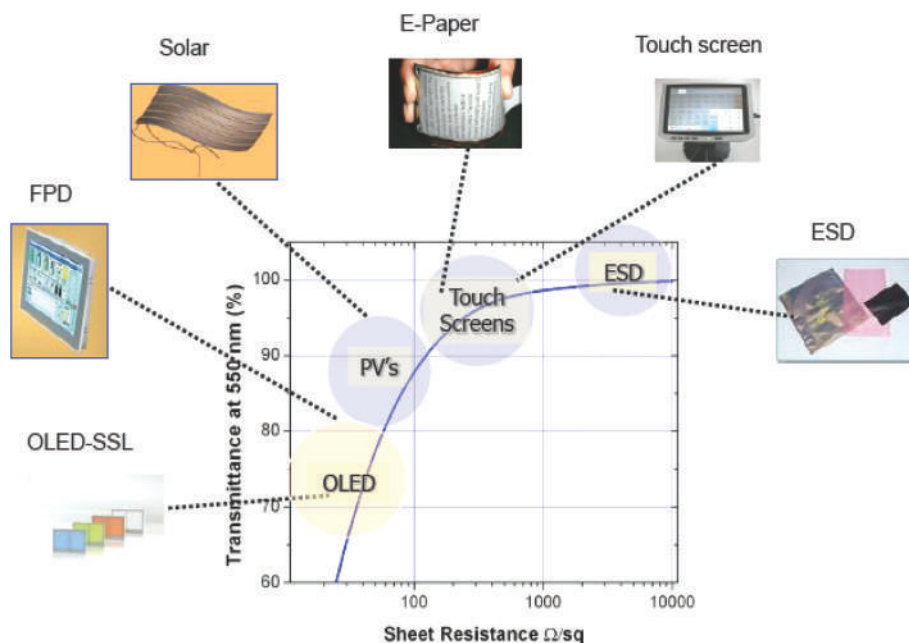 E-Paper
Solar
Touch screen
FPD
ESD
OLED-SSL
Transmittance at 550 nm (%)
100
90
80
70
60
ESD
Touch
Screens
PV's
OLED
100
1000
10000
Sheet Resistance Ω/sq